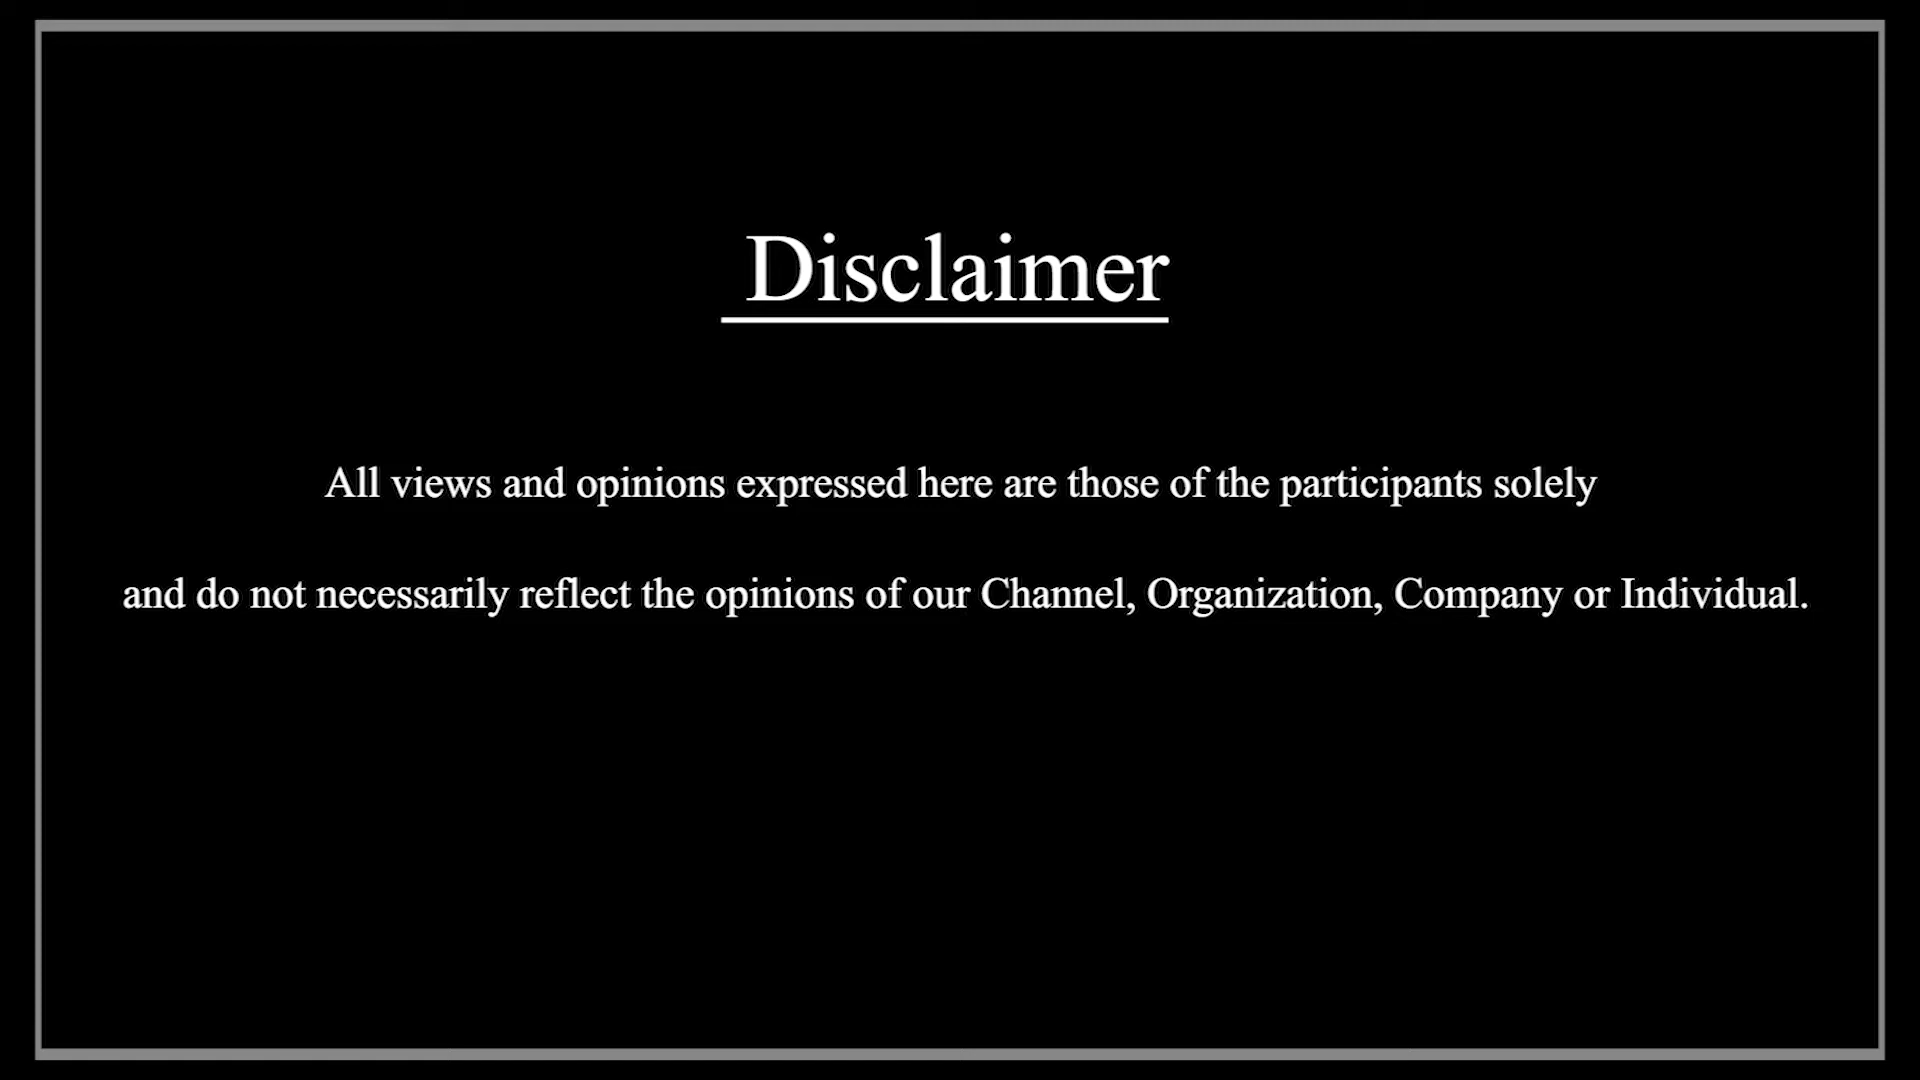 Disclaimer
All views and opinions expressed here are those of the participants solely
and do not necessarily reflect the opinions of our Channel, Organization, Company or Individual.